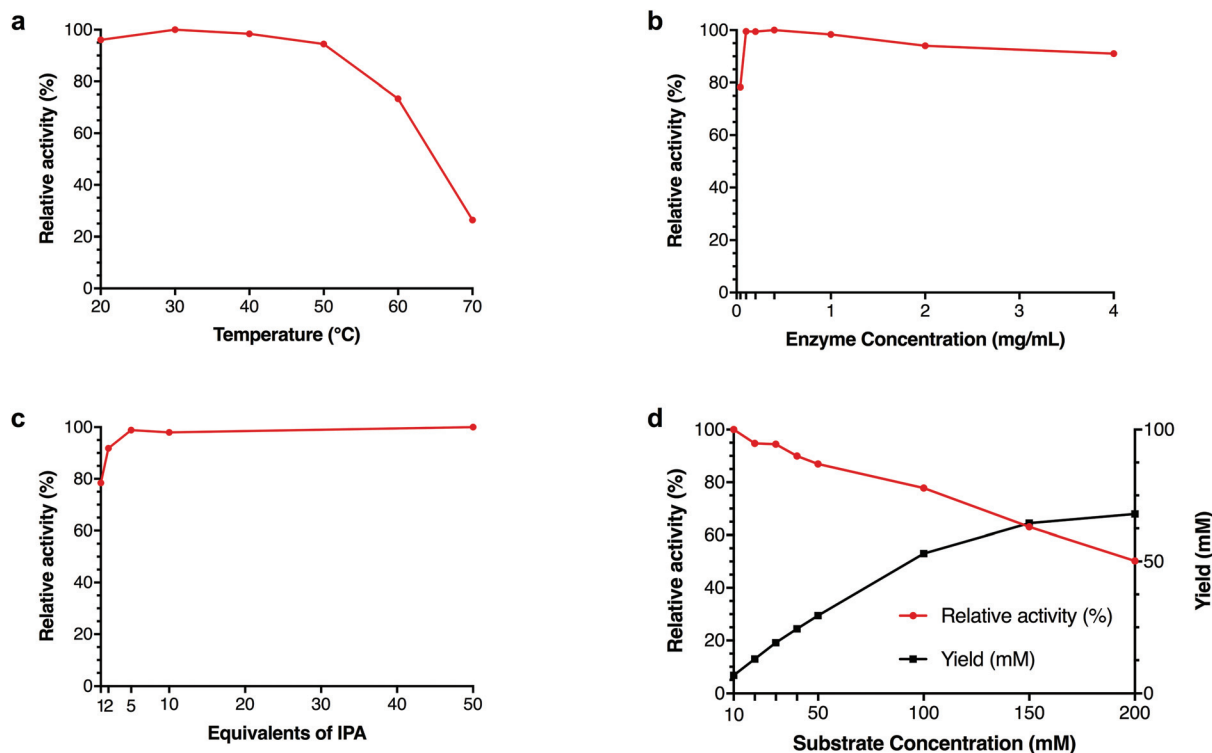 a
Relative activity (%)
100
80
60
40
20
0
20 30 40 50 60 70
Temperature (°C)
b
Relative activity (%)
100
80
60
40
20
0
0 1 2 3 4
Enzyme Concentration (mg/mL)
c
Relative activity (%)
100
80
60
40
20
0
1 2 5 10 20 30 40 50
Equivalents of IPA
d
Relative activity (%)
100
80
60
40
20
0
10 50 100 150 200
Substrate Concentration (mM)
100
50
0
Yield (mM)
Relative activity (%)
Yield (mM)